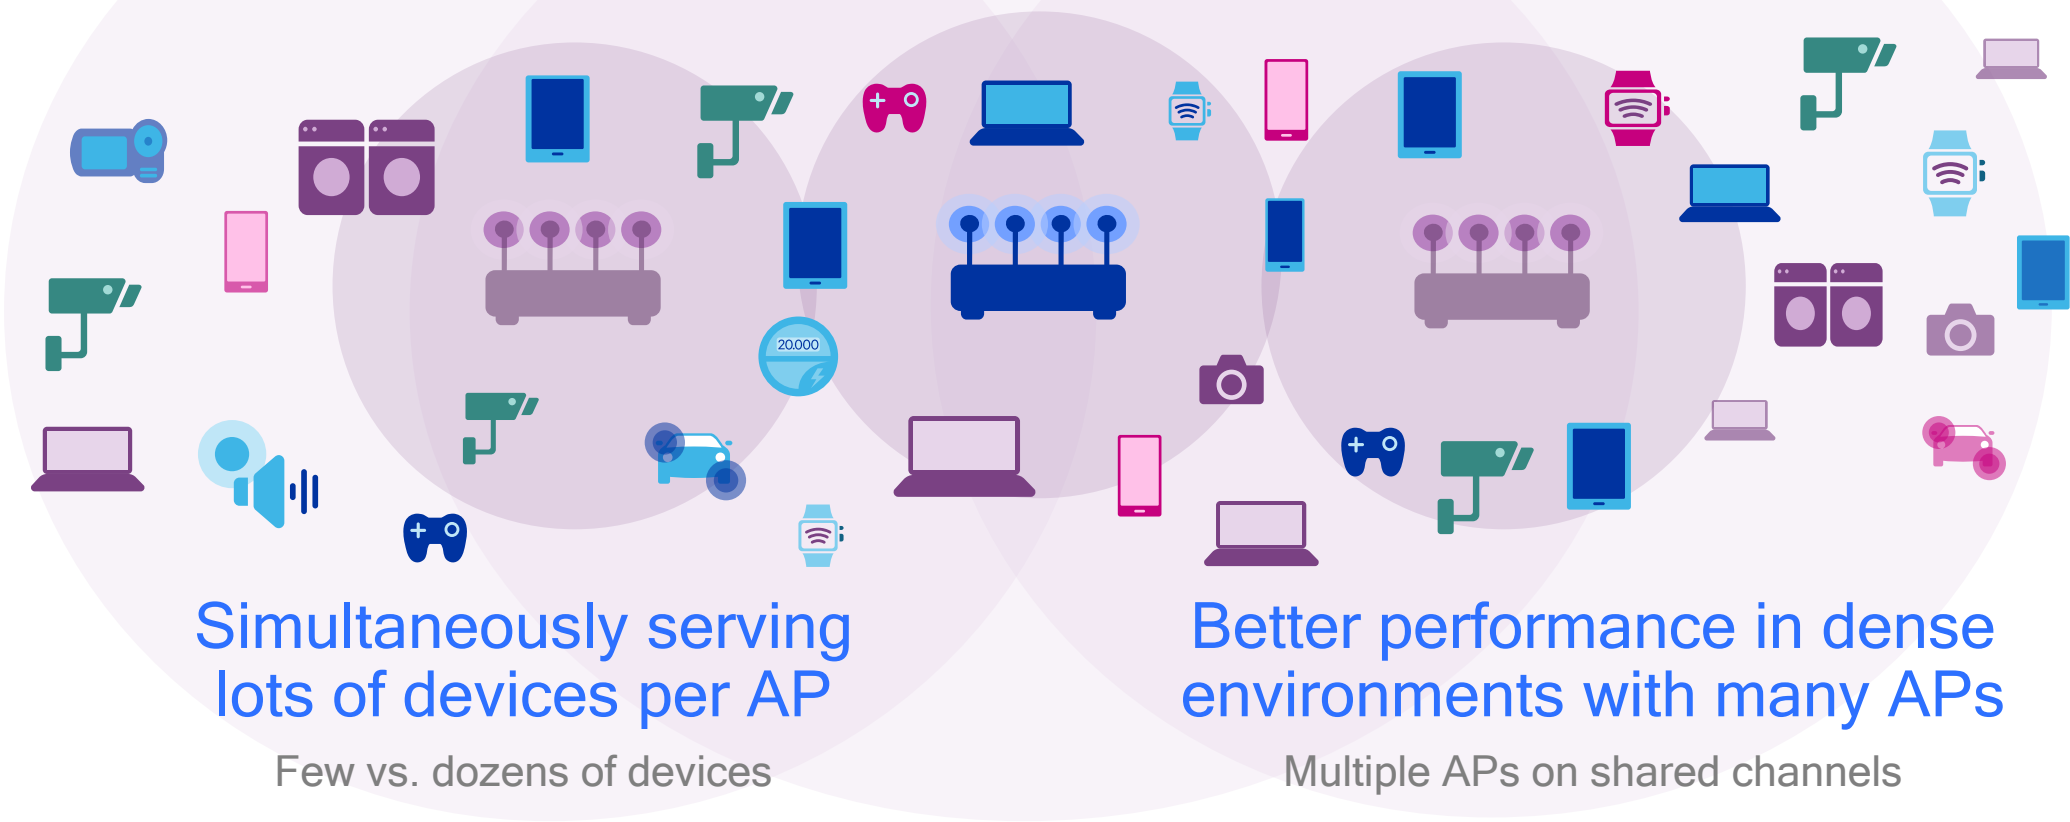 20.000
Simultaneously serving
lots of devices per AP
Few vs. dozens of devices
Better performance in dense
environments with many APs
Multiple APs on shared channels